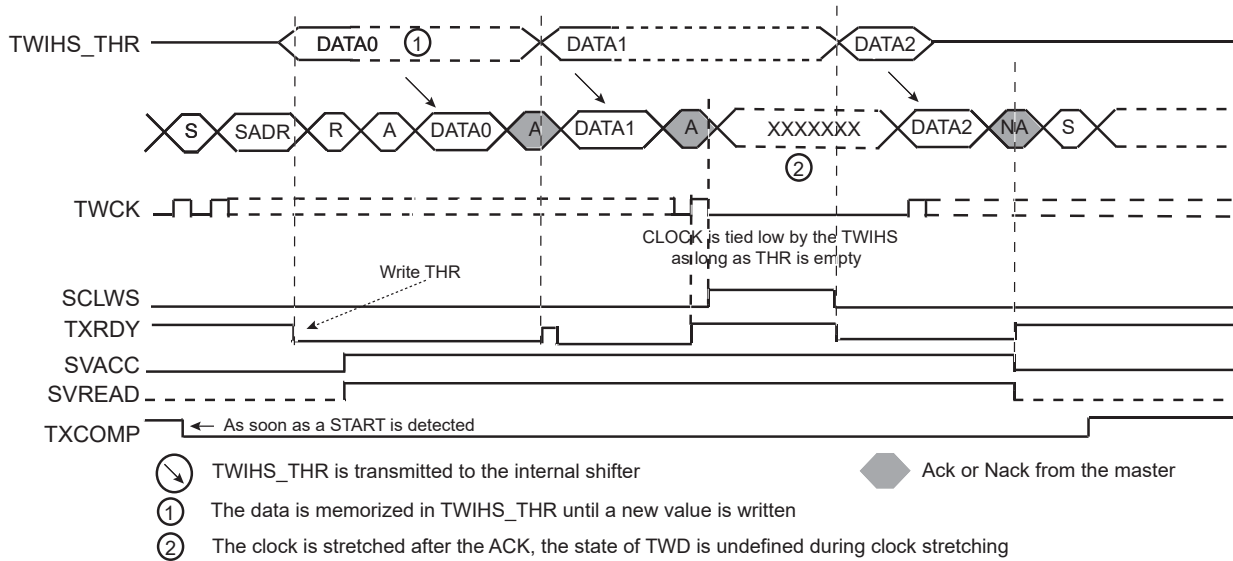 TWIHS_THR DATA0 1 DATA1 DATA2
S SADR R A DATA0 A DATA1 A XXXXXXX DATA2 NA S
2
TWCK
CLOCK is tied low by the TWIHS
as long as THR is empty
Write THR
SCLWS
TXRDY
SVACC
SVREAD
TXCOMP As soon as a START is detected
TWIHS_THR is transmitted to the internal shifter Ack or Nack from the master
1 The data is memorized in TWIHS_THR until a new value is written
2 The clock is stretched after the ACK, the state of TWD is undefined during clock stretching